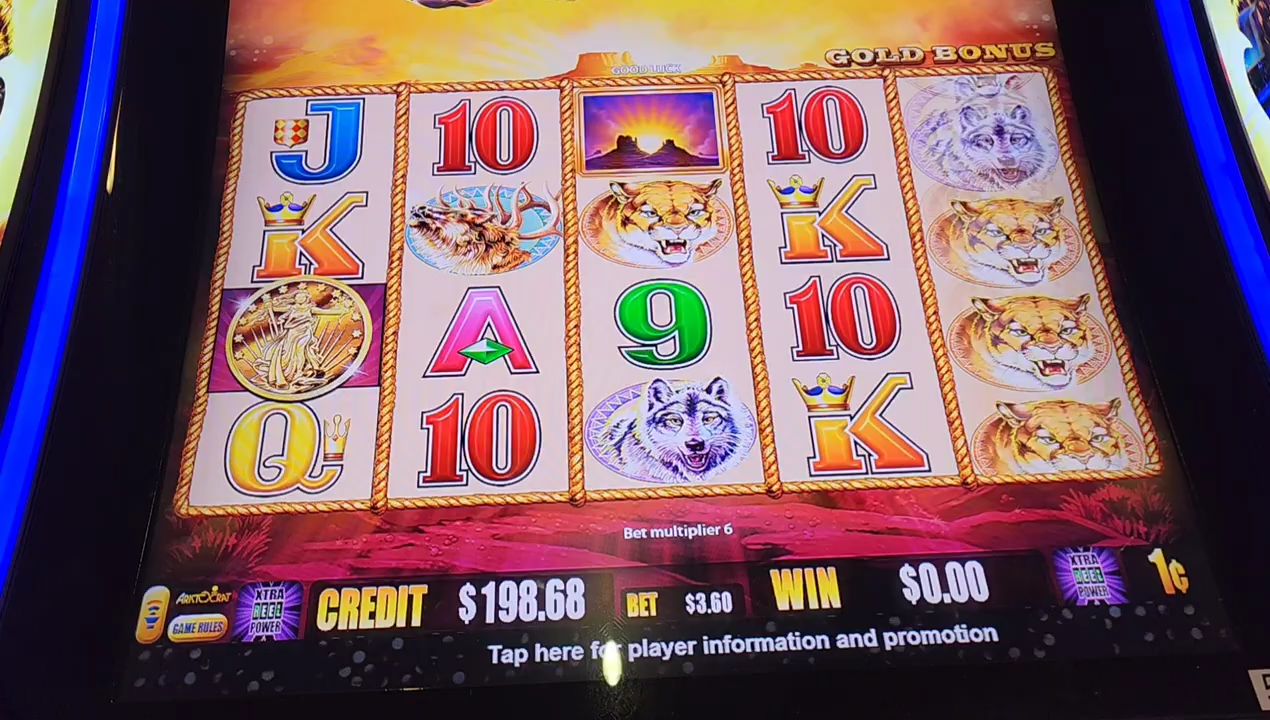 GOLD BONUS
GOOD LUCK
J 10 10
K K
A 9 10
Q 10 K
Bet multiplier 6
ARISTOCRAT
GAME RULES
XTRA REEL POWER
CREDIT $198.68
BET $3.60
WIN $0.00
XTRA REEL POWER
1¢
Tap here for player information and promotion